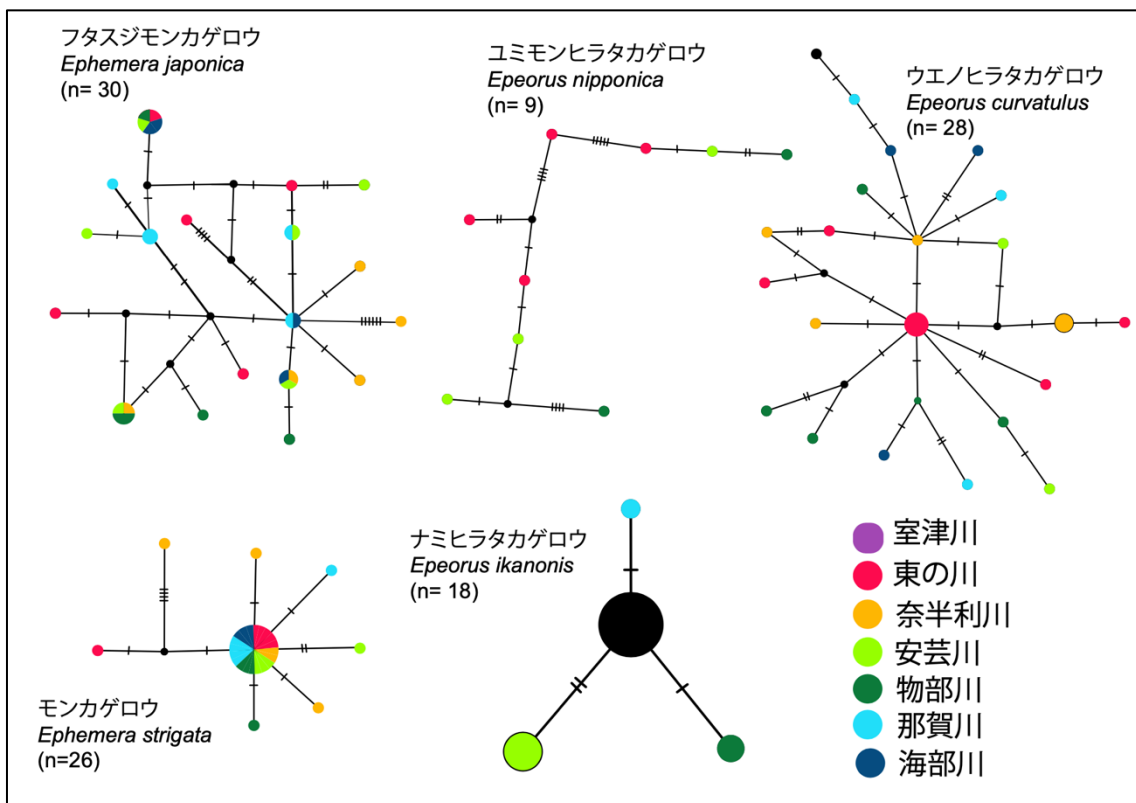 フタスジモンカゲロウ
Ephemera japonica
(n= 30)
ユミモンヒラタカゲロウ
Epeorus nipponica
(n= 9)
ウエノヒラタカゲロウ
Epeorus curvatulus
(n= 28)
モンカゲロウ
Ephemera strigata
(n=26)
ナミヒラタカゲロウ
Epeorus ikanonis
(n= 18)
室津川
東の川
奈半利川
安芸川
物部川
那賀川
海部川